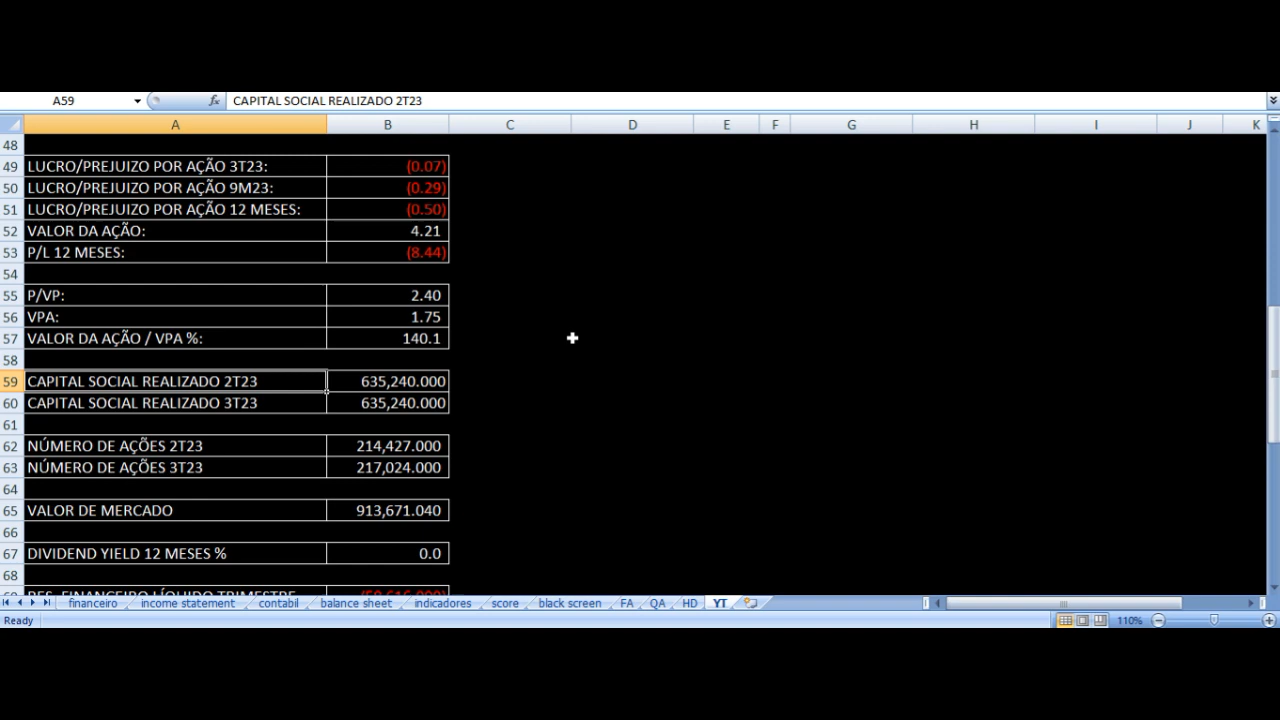 A59 fx CAPITAL SOCIAL REALIZADO 2T23
A B C D E F G H I J K
48
49 LUCRO/PREJUIZO POR AÇÃO 3T23: (0.07)
50 LUCRO/PREJUIZO POR AÇÃO 9M23: (0.29)
51 LUCRO/PREJUIZO POR AÇÃO 12 MESES: (0.50)
52 VALOR DA AÇÃO: 4.21
53 P/L 12 MESES: (8.44)
54
55 P/VP: 2.40
56 VPA: 1.75
57 VALOR DA AÇÃO / VPA %: 140.1
58
59 CAPITAL SOCIAL REALIZADO 2T23 635,240.000
60 CAPITAL SOCIAL REALIZADO 3T23 635,240.000
61
62 NÚMERO DE AÇÕES 2T23 214,427.000
63 NÚMERO DE AÇÕES 3T23 217,024.000
64
65 VALOR DE MERCADO 913,671.040
66
67 DIVIDEND YIELD 12 MESES % 0.0
68
RES. FINANCEIRO LÍQUIDO TRIMESTRE
financeiro income statement contabil balance sheet indicadores score black screen FA QA HD YT
Ready 110%